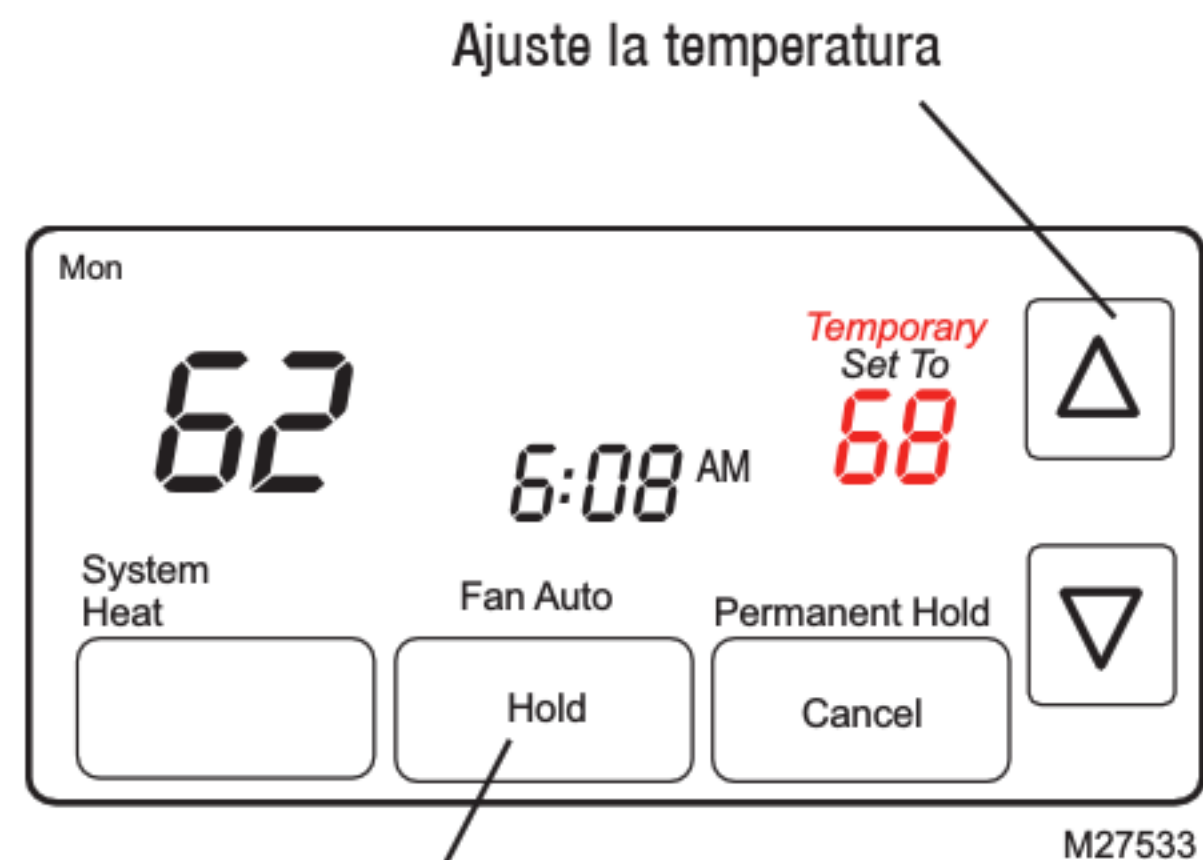 Ajuste la temperatura
Mon
Temporary
Set To
62
68
6:08 AM
System
Heat
Fan Auto
Permanent Hold
Hold
Cancel
M27533